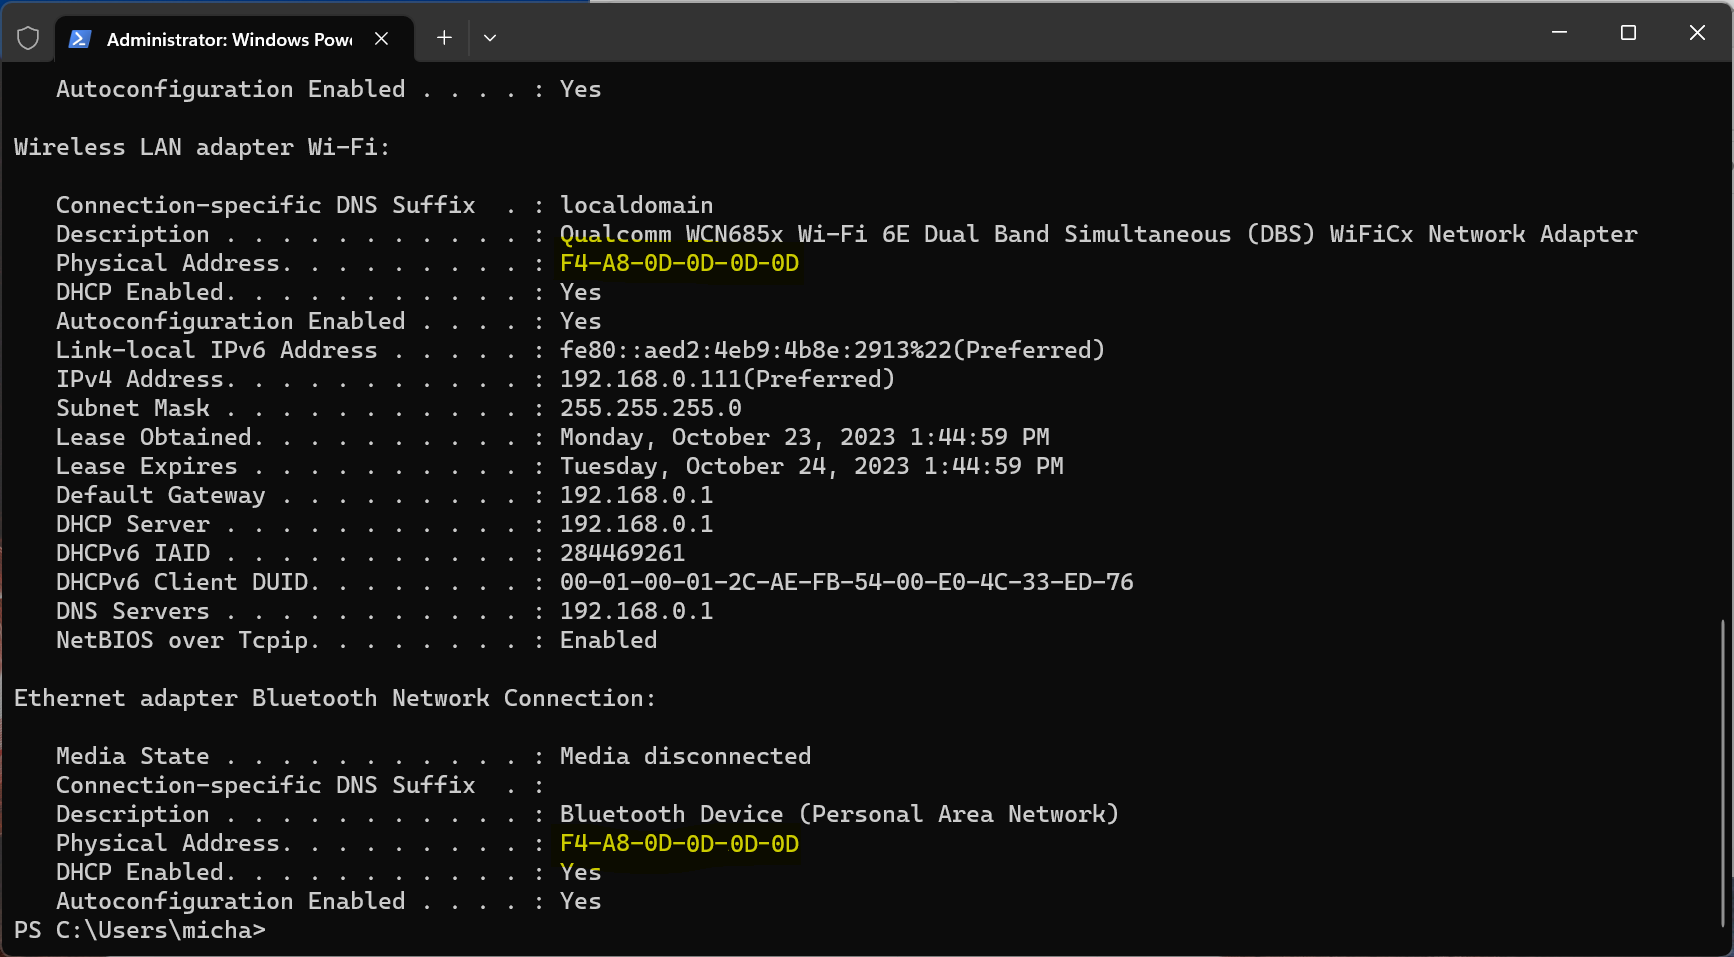 Administrator: Windows Powe
Autoconfiguration Enabled . . . . : Yes
Wireless LAN adapter Wi-Fi:
Connection-specific DNS Suffix  . : localdomain
Description . . . . . . . . . . . : Qualcomm WCN685x Wi-Fi 6E Dual Band Simultaneous (DBS) WiFiCx Network Adapter
Physical Address. . . . . . . . . : F4-A8-0D-0D-0D-0D
DHCP Enabled. . . . . . . . . . . : Yes
Autoconfiguration Enabled . . . . : Yes
Link-local IPv6 Address . . . . . : fe80::aed2:4eb9:4b8e:2913%22(Preferred)
IPv4 Address. . . . . . . . . . . : 192.168.0.111(Preferred)
Subnet Mask . . . . . . . . . . . : 255.255.255.0
Lease Obtained. . . . . . . . . . : Monday, October 23, 2023 1:44:59 PM
Lease Expires . . . . . . . . . . : Tuesday, October 24, 2023 1:44:59 PM
Default Gateway . . . . . . . . . : 192.168.0.1
DHCP Server . . . . . . . . . . . : 192.168.0.1
DHCPv6 IAID . . . . . . . . . . . : 284469261
DHCPv6 Client DUID. . . . . . . . : 00-01-00-01-2C-AE-FB-54-00-E0-4C-33-ED-76
DNS Servers . . . . . . . . . . . : 192.168.0.1
NetBIOS over Tcpip. . . . . . . . : Enabled
Ethernet adapter Bluetooth Network Connection:
Media State . . . . . . . . . . . : Media disconnected
Connection-specific DNS Suffix  . :
Description . . . . . . . . . . . : Bluetooth Device (Personal Area Network)
Physical Address. . . . . . . . . : F4-A8-0D-0D-0D-0D
DHCP Enabled. . . . . . . . . . . : Yes
Autoconfiguration Enabled . . . . : Yes
PS C:\Users\micha>